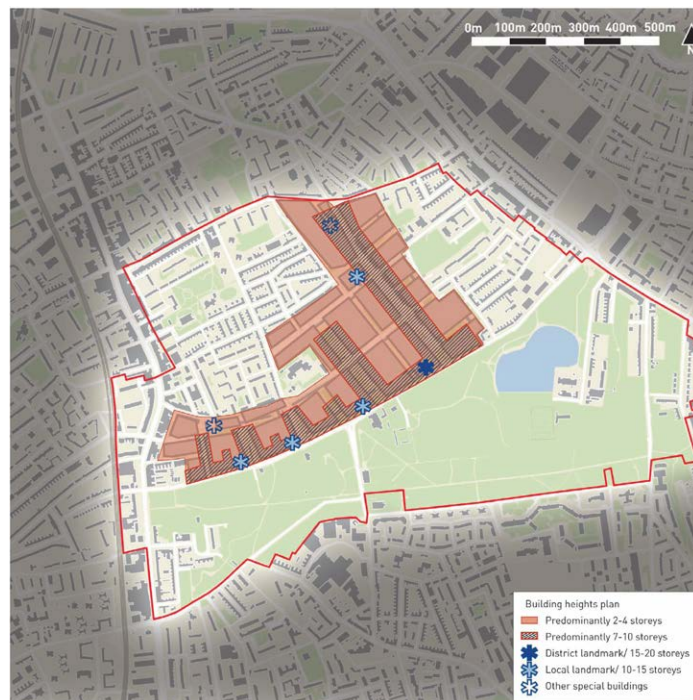 0m 100m 200m 300m 400m 500m
N
Building heights plan
Predominantly 2-4 storeys
Predominantly 7-10 storeys
District landmark/ 15-20 storeys
Local landmark/ 10-15 storeys
Other special buildings